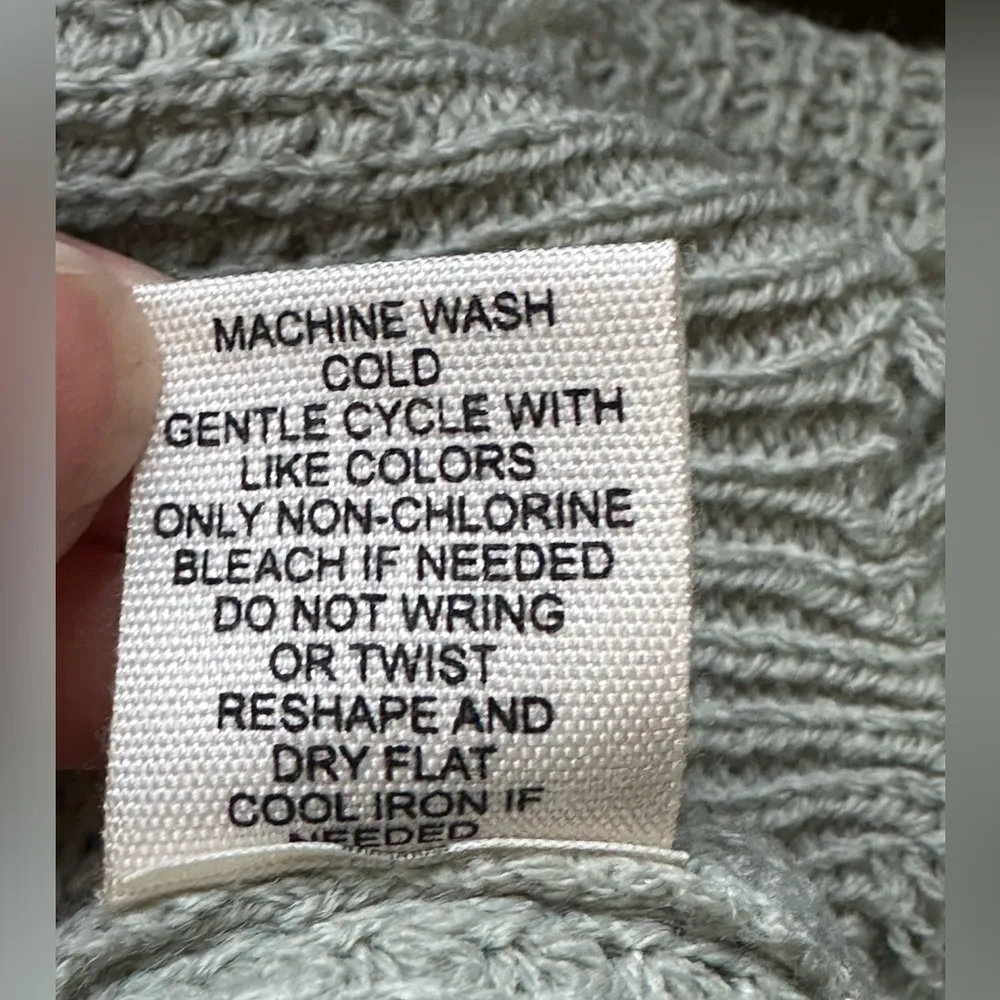 MACHINE WASH
COLD
GENTLE CYCLE WITH
LIKE COLORS
ONLY NON-CHLORINE
BLEACH IF NEEDED
DO NOT WRING
OR TWIST
RESHAPE AND
DRY FLAT
COOL IRON IF
NEEDED